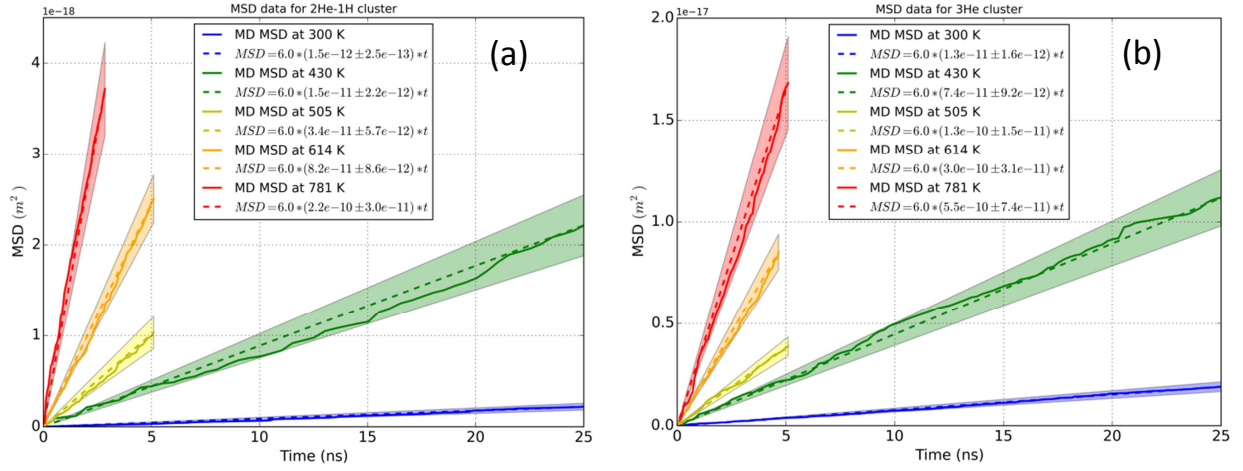 MSD data for 2He-1H cluster
1e−18
(a)
MD MSD at 300 K
MSD=6.0*(1.5e−12±2.5e−13)*t
MD MSD at 430 K
MSD=6.0*(1.5e−11±2.2e−12)*t
MD MSD at 505 K
MSD=6.0*(3.4e−11±5.7e−12)*t
MD MSD at 614 K
MSD=6.0*(8.2e−11±8.6e−12)*t
MD MSD at 781 K
MSD=6.0*(2.2e−10±3.0e−11)*t
MSD (m²)
4
3
2
1
0
0 5 10 15 20 25
Time (ns)
MSD data for 3He cluster
1e−17
(b)
MD MSD at 300 K
MSD=6.0*(1.3e−11±1.6e−12)*t
MD MSD at 430 K
MSD=6.0*(7.4e−11±9.2e−12)*t
MD MSD at 505 K
MSD=6.0*(1.3e−10±1.5e−11)*t
MD MSD at 614 K
MSD=6.0*(3.0e−10±3.1e−11)*t
MD MSD at 781 K
MSD=6.0*(5.5e−10±7.4e−11)*t
MSD (m²)
2.0
1.5
1.0
0.5
0.0
0 5 10 15 20 25
Time (ns)